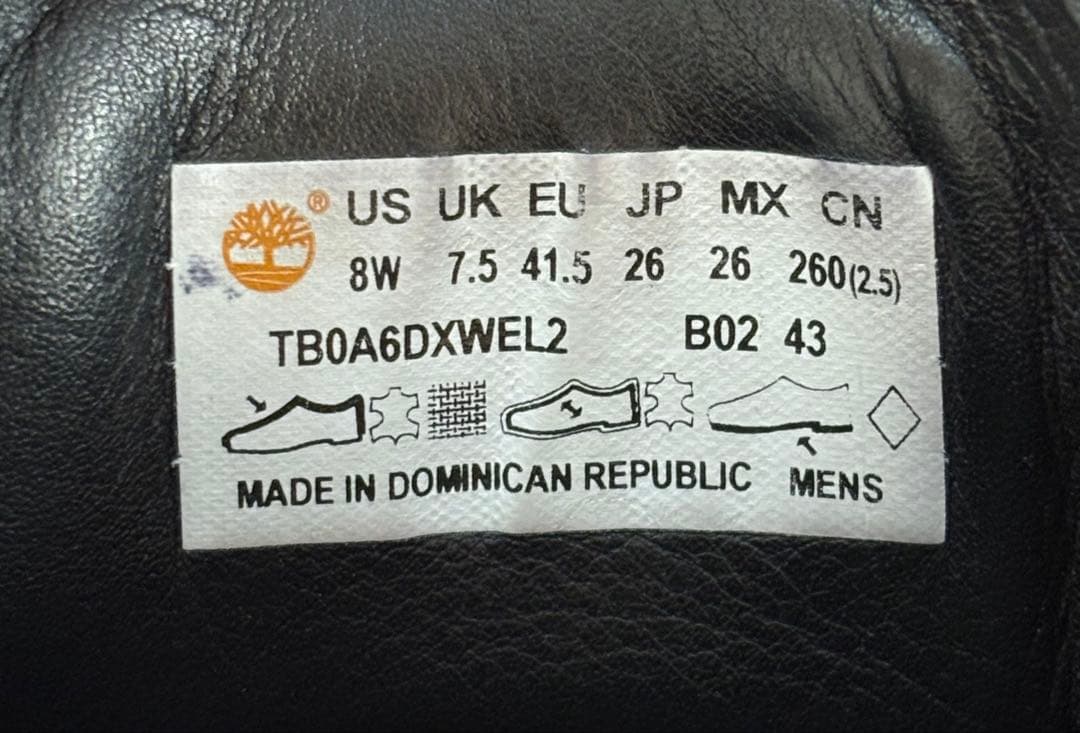 ® US UK EU JP MX CN
8W 7.5 41.5 26 26 260(2.5)
TB0A6DXWEL2 B02 43
MADE IN DOMINICAN REPUBLIC MENS